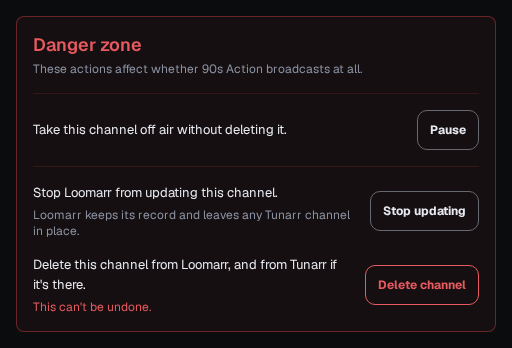 Danger zone
These actions affect whether 90s Action broadcasts at all.
Take this channel off air without deleting it.
Pause
Stop Loomarr from updating this channel.
Loomarr keeps its record and leaves any Tunarr channel
in place.
Stop updating
Delete this channel from Loomarr, and from Tunarr if
it's there.
This can't be undone.
Delete channel